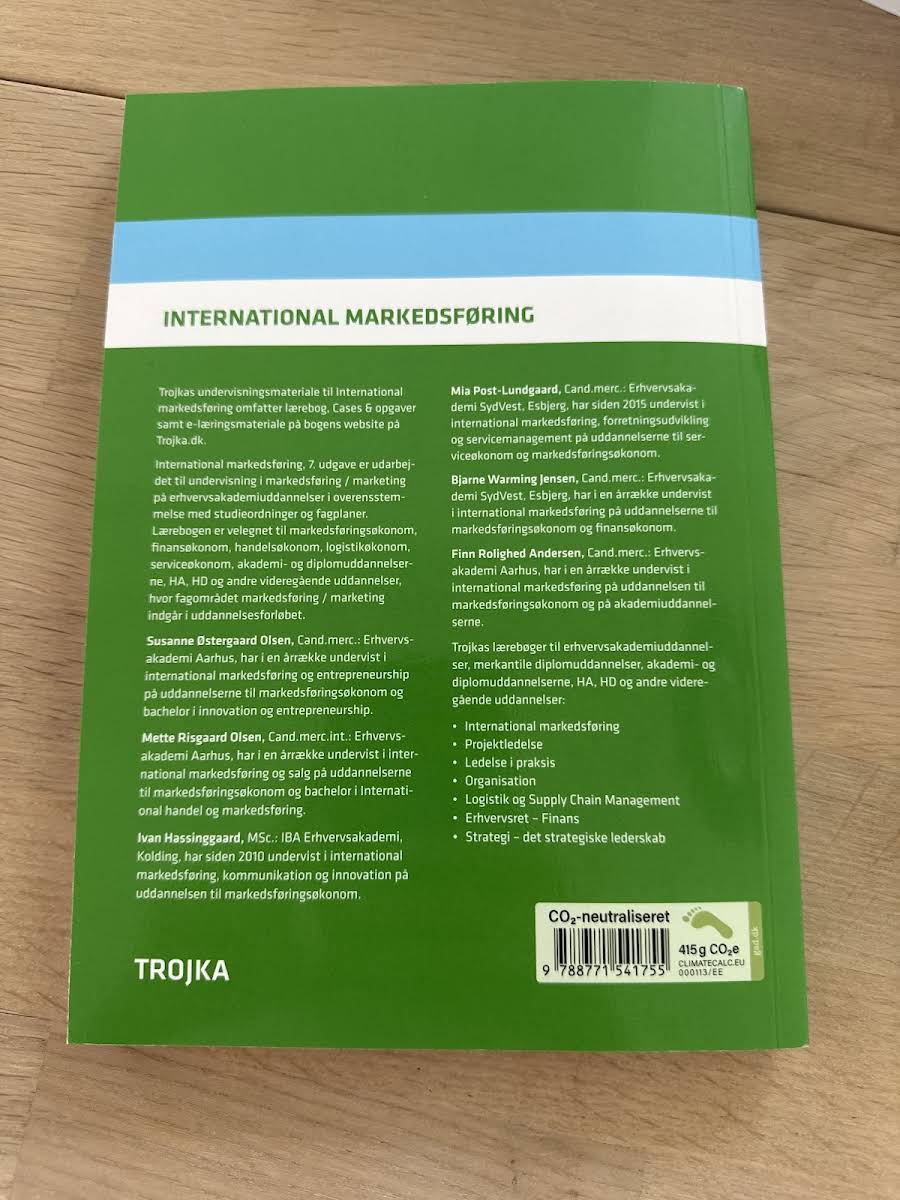 INTERNATIONAL MARKEDSFØRING
Trojkas undervisningsmateriale til International
markedsføring omfatter lærebog. Cases & opgaver
samt e-læringsmateriale på bogens website på
Trojka.dk.
International markedsføring, 7. udgave er udarbej-
det til undervisning i markedsføring / marketing
på erhvervsakademiuddannelser i overensstem-
melse med studieordninger og fagplaner.
Lærebogen er velegnet til markedsføringsøkonom,
finansøkonom, handelsøkonom, logistikøkonom,
serviceøkonom, akademi- og diplomuddannelser-
ne, HA, HD og andre videregående uddannelser,
hvor fagområdet markedsføring / marketing
indgår i uddannelsesforløbet.
Susanne Østergaard Olsen, Cand.merc.: Erhvervs-
akademi Aarhus, har i en årrække undervist i
international markedsføring og entrepreneurship
på uddannelserne til markedsføringsøkonom og
bachelor i innovation og entrepreneurship.
Mette Risgaard Olsen, Cand.merc.int.: Erhvervs-
akademi Aarhus, har i en årrække undervist i inter-
national markedsføring og salg på uddannelserne
til markedsføringsøkonom og bachelor i Internati-
onal handel og markedsføring.
Ivan Hassinggaard, MSc.: IBA Erhvervsakademi,
Kolding, har siden 2010 undervist i international
markedsføring, kommunikation og innovation på
uddannelsen til markedsføringsøkonom.
Mia Post-Lundgaard, Cand.merc.: Erhvervsaka-
demi SydVest, Esbjerg, har siden 2015 undervist i
international markedsføring, forretningsudvikling
og servicemanagement på uddannelserne til ser-
viceøkonom og markedsføringsøkonom.
Bjarne Warming Jensen, Cand.merc.: Erhvervsaka-
demi SydVest, Esbjerg, har i en årrække undervist
i international markedsføring på uddannelserne til
markedsføringsøkonom og finansøkonom.
Finn Rolighed Andersen, Cand.merc.: Erhvervs-
akademi Aarhus, har i en årrække undervist i
international markedsføring på uddannelsen til
markedsføringsøkonom og på akademiuddannel-
serne.
Trojkas lærebøger til erhvervsakademiuddannel-
ser, merkantile diplomuddannelser, akademi- og
diplomuddannelserne, HA, HD og andre videre-
gående uddannelser:
• International markedsføring
• Projektledelse
• Ledelse i praksis
• Organisation
• Logistik og Supply Chain Management
• Erhvervsret – Finans
• Strategi – det strategiske lederskab
TROJKA
CO₂-neutraliseret
415 g CO₂e
CLIMATECALC.EU
000113/EE
gad.dk
9 788771 541755